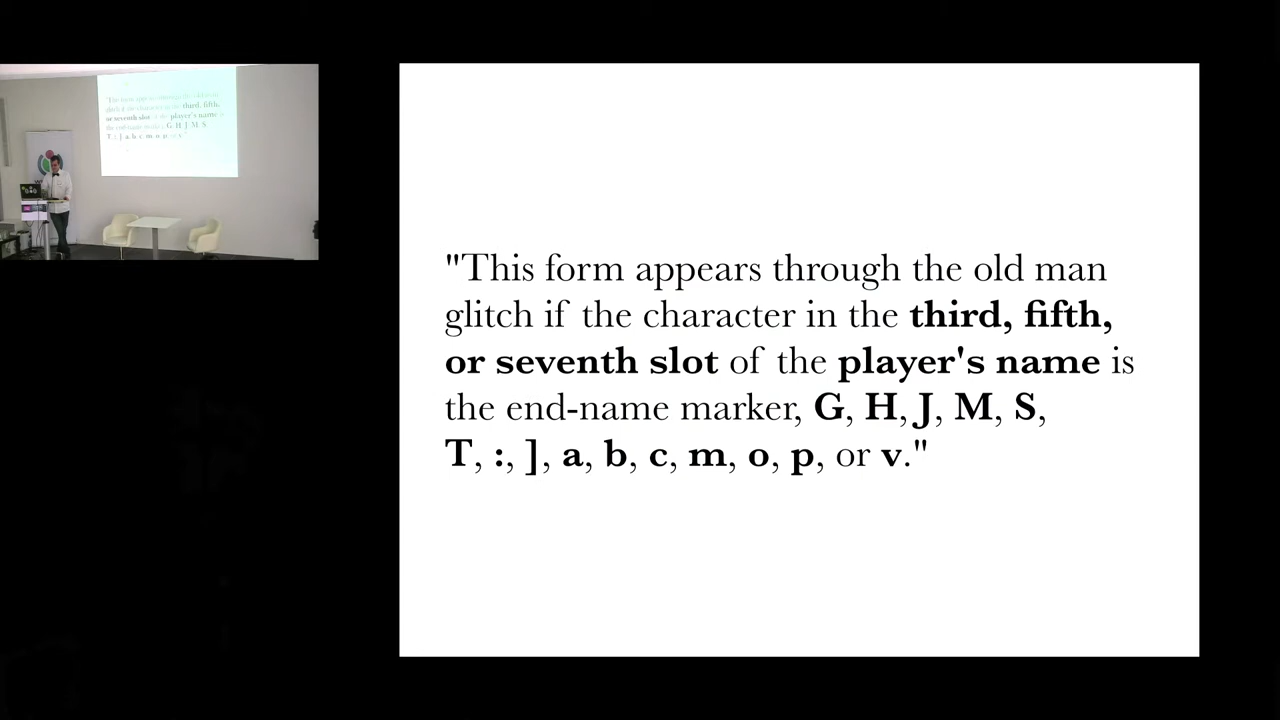 "This form appears through the old man
glitch if the character in the third, fifth,
or seventh slot of the player's name is
the end-name marker, G, H, J, M, S,
T, :, ], a, b, c, m, o, p, or v."